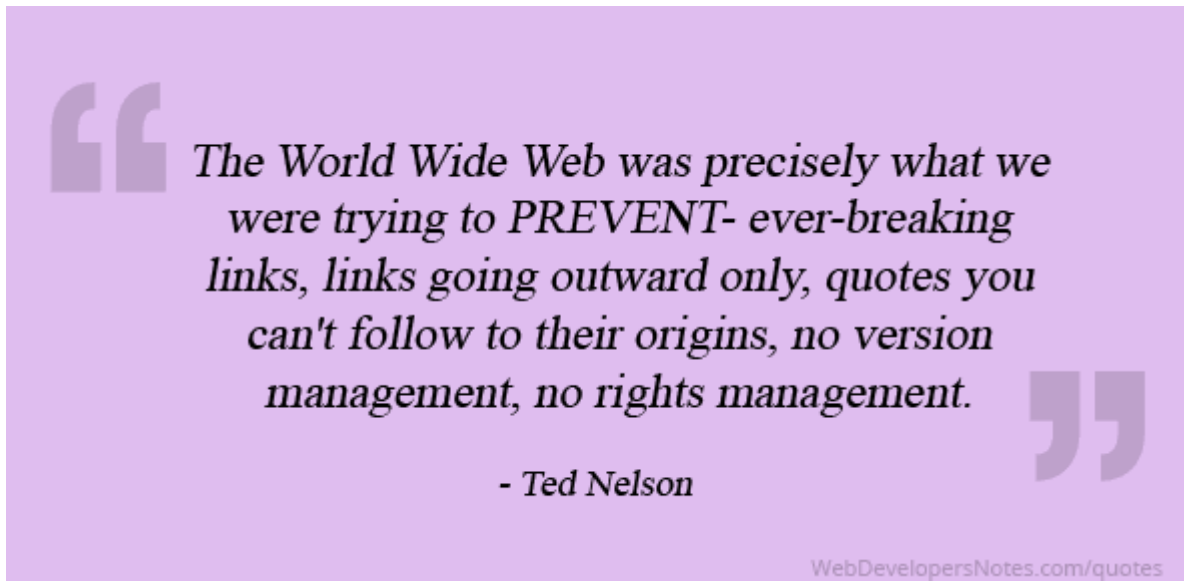 “
The World Wide Web was precisely what we
were trying to PREVENT- ever-breaking
links, links going outward only, quotes you
can't follow to their origins, no version
management, no rights management.
”
- Ted Nelson
WebDevelopersNotes.com/quotes